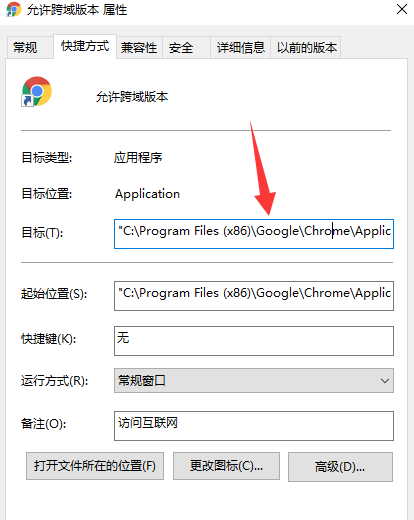 允许跨域版本 属性
常规 快捷方式 兼容性 安全 详细信息 以前的版本
允许跨域版本
目标类型: 应用程序
目标位置: Application
目标(T): "C:\Program Files (x86)\Google\Chrome\Applic
起始位置(S): "C:\Program Files (x86)\Google\Chrome\Applic
快捷键(K): 无
运行方式(R): 常规窗口
备注(O): 访问互联网
打开文件所在的位置(F) 更改图标(C)... 高级(D)...